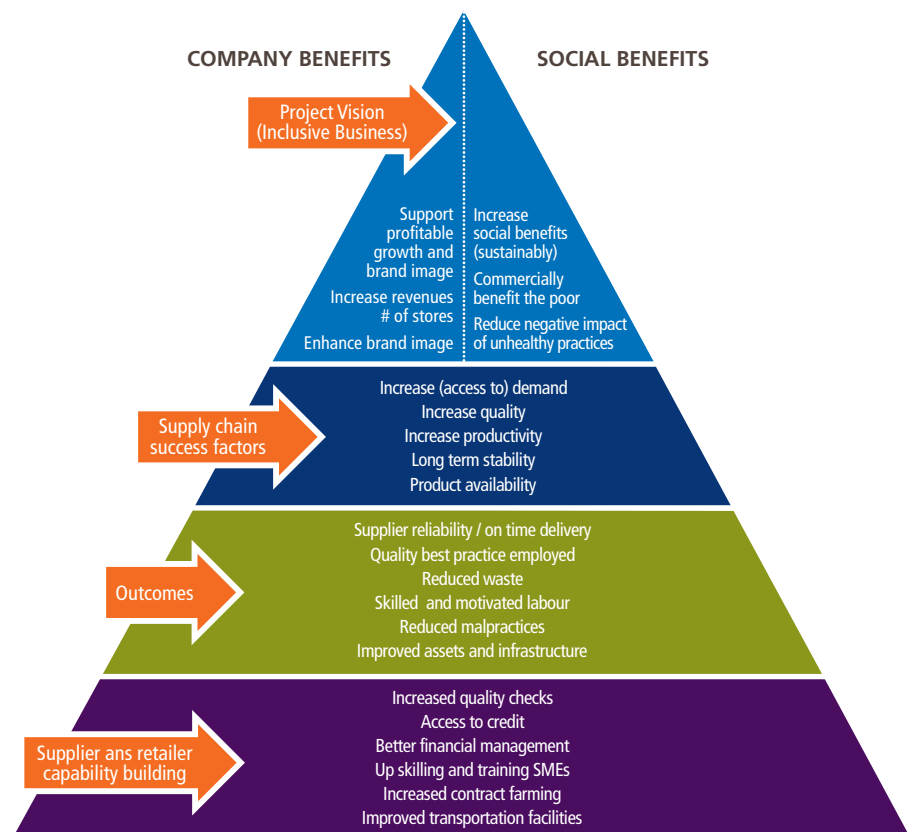 COMPANY BENEFITS
SOCIAL BENEFITS
Project Vision
(Inclusive Business)
Support
profitable
growth and
brand image
Increase revenues
# of stores
Enhance brand image
Increase
social benefits
(sustainably)
Commercially
benefit the poor
Reduce negative impact
of unhealthy practices
Supply chain
success factors
Increase (access to) demand
Increase quality
Increase productivity
Long term stability
Product availability
Outcomes
Supplier reliability / on time delivery
Quality best practice employed
Reduced waste
Skilled and motivated labour
Reduced malpractices
Improved assets and infrastructure
Supplier ans retailer
capability building
Increased quality checks
Access to credit
Better financial management
Up skilling and training SMEs
Increased contract farming
Improved transportation facilities